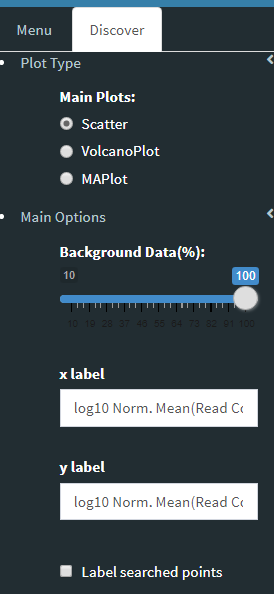 Menu Discover
Plot Type
Main Plots:
Scatter
VolcanoPlot
MAPlot
Main Options
Background Data(%):
10 100
10 19 28 37 46 55 64 73 82 91 100
x label
log10 Norm. Mean(Read Co
y label
log10 Norm. Mean(Read Co
Label searched points